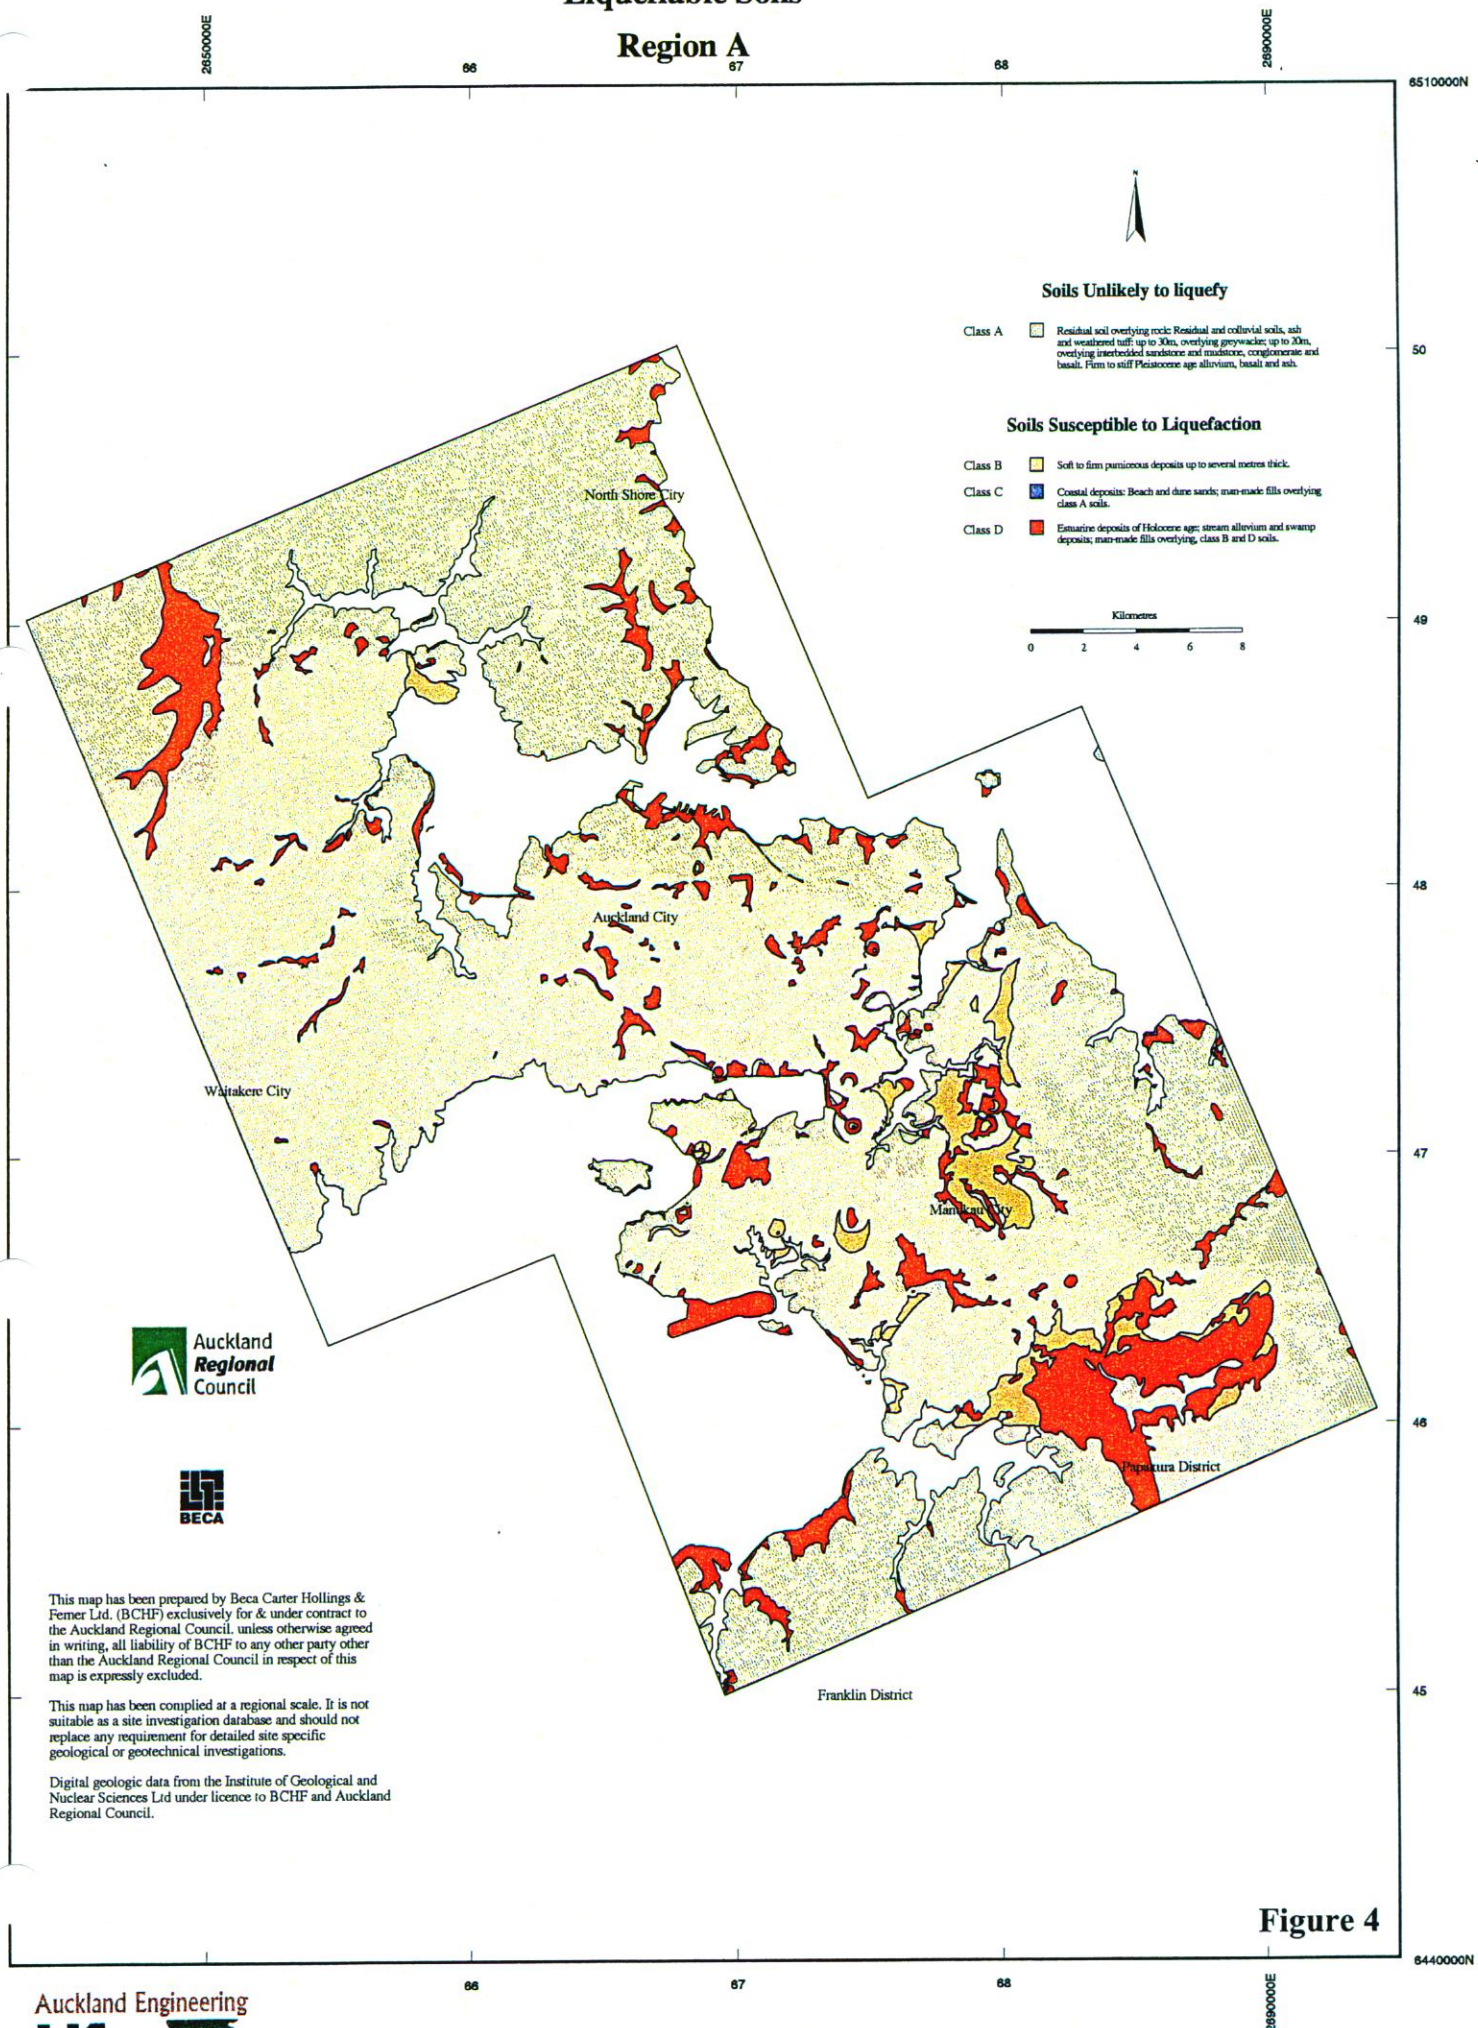 Liquefiable Soils
Region A
2650000E
66
67
68
2690000E
6510000N
N
Soils Unlikely to liquefy
Class A
Residual soil overlying rock: Residual and colluvial soils, ash
and weathered tuff: up to 30m, overlying greywacke; up to 20m,
overlying interbedded sandstone and mudstone, conglomerate and
basalt. Firm to stiff Pleistocene age alluvium, basalt and ash.
50
Soils Susceptible to Liquefaction
Class B
Soft to firm pumiceous deposits up to several metres thick.
Class C
Coastal deposits: Beach and dune sands; man-made fills overlying
class A soils.
Class D
Estuarine deposits of Holocene age; stream alluvium and swamp
deposits; man-made fills overlying, class B and D soils.
North Shore City
Kilometres
0 2 4 6 8
49
48
Auckland City
Waitakere City
47
Manukau City
Auckland
Regional
Council
46
Papakura District
BECA
This map has been prepared by Beca Carter Hollings &
Ferner Ltd. (BCHF) exclusively for & under contract to
the Auckland Regional Council. unless otherwise agreed
in writing, all liability of BCHF to any other party other
than the Auckland Regional Council in respect of this
map is expressly excluded.
This map has been complied at a regional scale. It is not
suitable as a site investigation database and should not
replace any requirement for detailed site specific
geological or geotechnical investigations.
Digital geologic data from the Institute of Geological and
Nuclear Sciences Ltd under licence to BCHF and Auckland
Regional Council.
Franklin District
45
Figure 4
6440000N
66
67
68
2690000E
Auckland Engineering